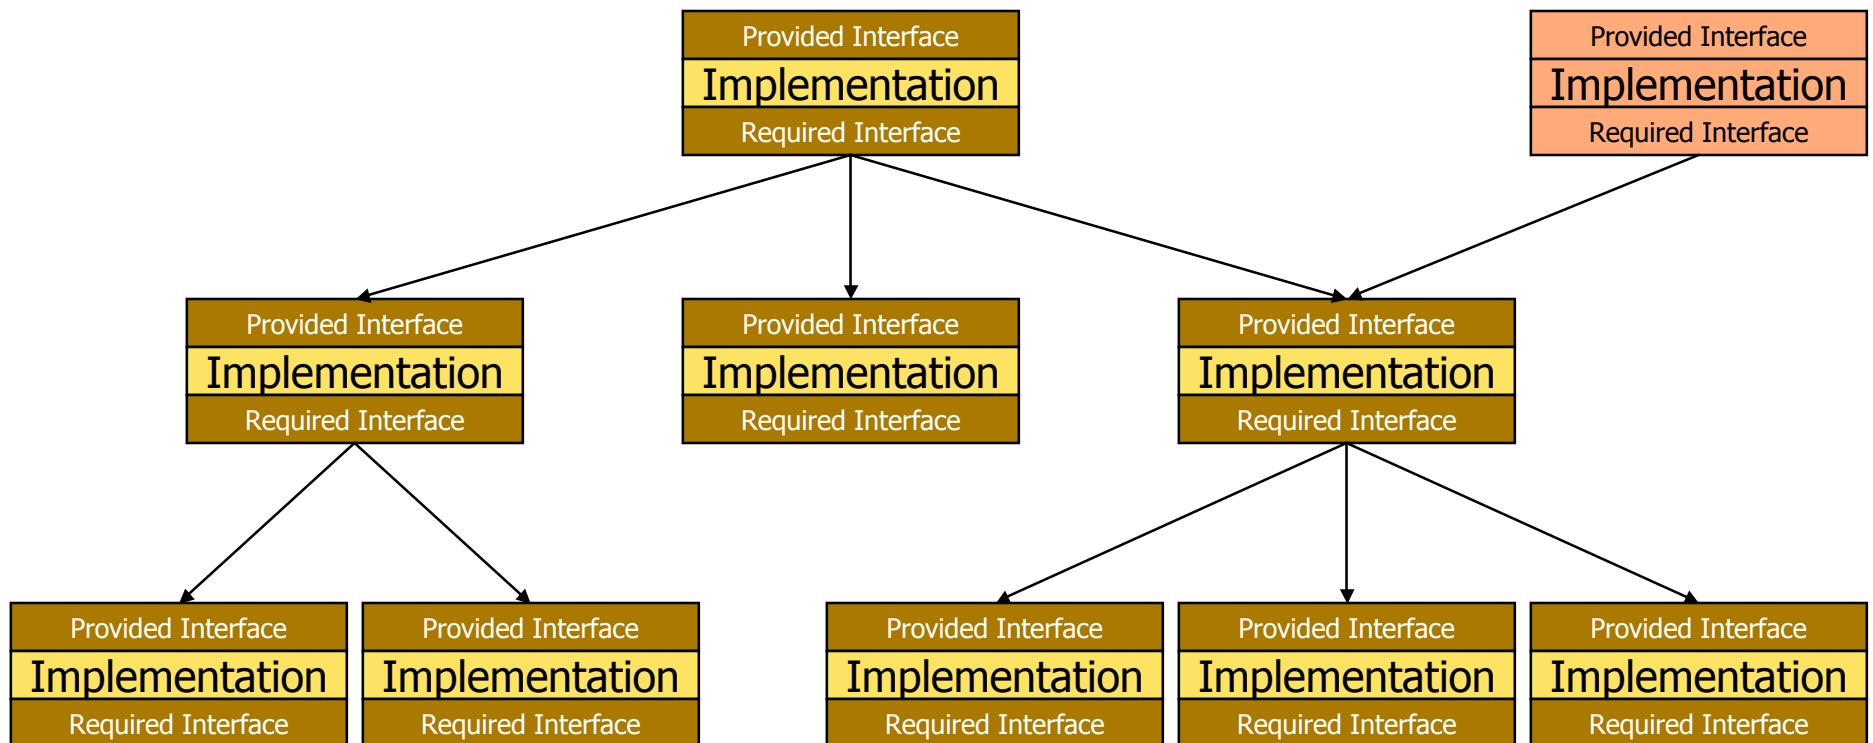 Provided Interface
Implementation
Required Interface
Provided Interface
Implementation
Required Interface
Provided Interface
Implementation
Required Interface
Provided Interface
Implementation
Required Interface
Provided Interface
Implementation
Required Interface
Provided Interface
Implementation
Required Interface
Provided Interface
Implementation
Required Interface
Provided Interface
Implementation
Required Interface
Provided Interface
Implementation
Required Interface
Provided Interface
Implementation
Required Interface